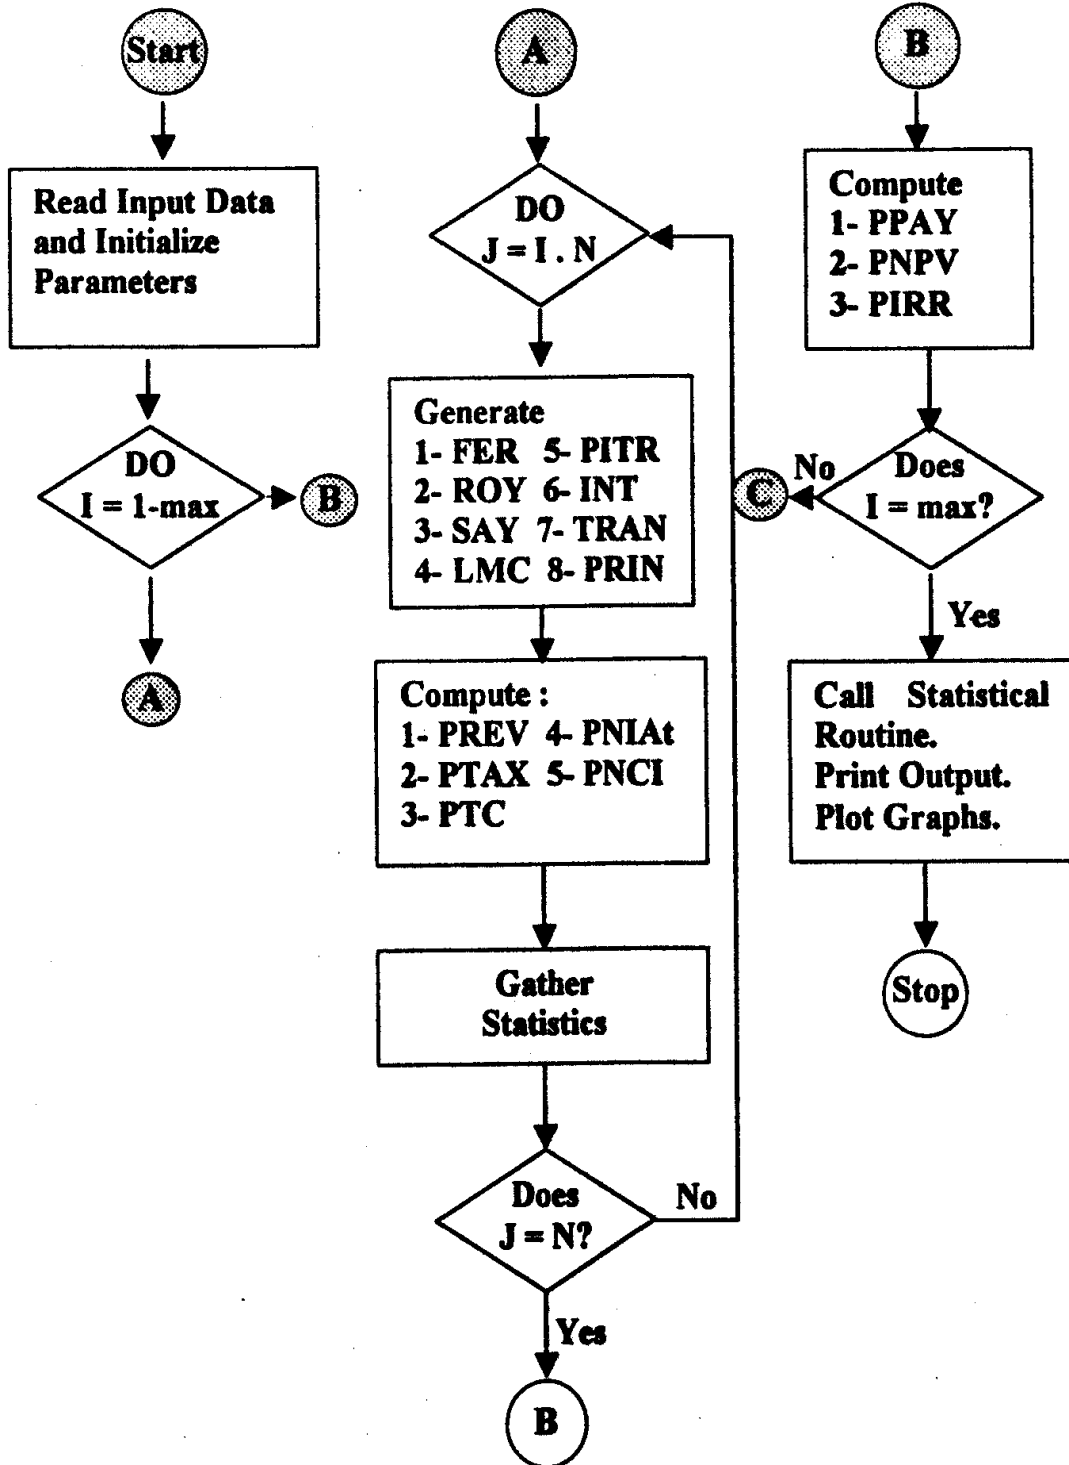 Start
Read Input Data
and Initialize
Parameters
DO
I = 1-max
B
A
A
DO
J = I . N
Generate
1- FER 5- PITR
2- ROY 6- INT
3- SAY 7- TRAN
4- LMC 8- PRIN
Compute :
1- PREV 4- PNIAt
2- PTAX 5- PNCI
3- PTC
Gather
Statistics
Does
J = N?
No
Yes
B
B
Compute
1- PPAY
2- PNPV
3- PIRR
Does
I = max?
No
C
Yes
Call Statistical
Routine.
Print Output.
Plot Graphs.
Stop